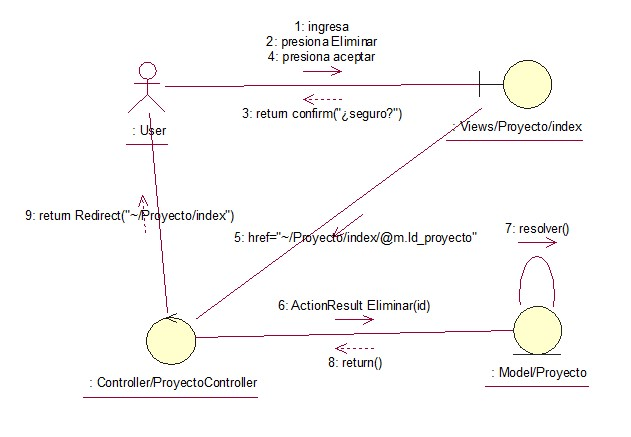 1: ingresa
2: presiona Eliminar
4: presiona aceptar
3: return confirm("¿seguro?")
: User
: Views/Proyecto/index
9: return Redirect("~/Proyecto/index")
5: href="~/Proyecto/index/@m.Id_proyecto"
7: resolver()
6: ActionResult Eliminar(id)
8: return()
: Controller/ProyectoController
: Model/Proyecto